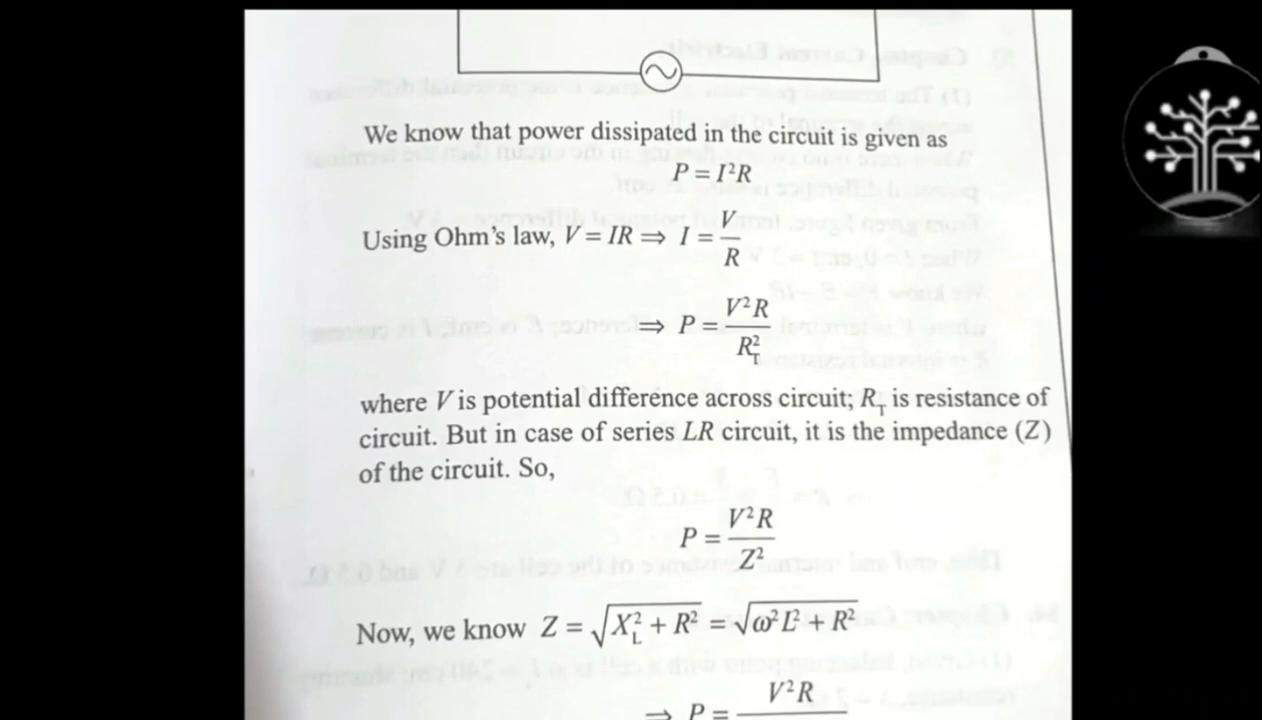 We know that power dissipated in the circuit is given as
P = I²R
Using Ohm's law, V = IR ⇒ I = V/R
⇒ P = V²R/R_T²
where V is potential difference across circuit; R_T is resistance of
circuit. But in case of series LR circuit, it is the impedance (Z)
of the circuit. So,
P = V²R/Z²
Now, we know Z = √(X_L² + R²) = √(ω²L² + R²)
⇒ P = V²R